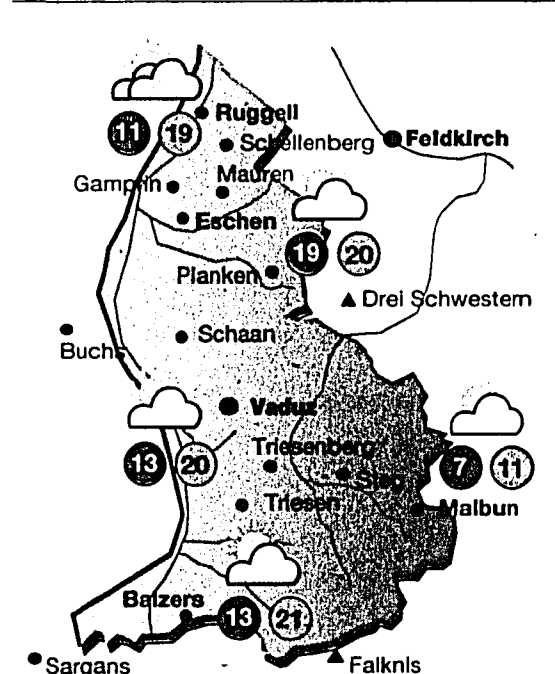 Ruggell
11 19
Schellenberg
Feldkirch
Gamprin
Mauren
Eschen
19 20
Planken
Drei Schwestern
Schaan
Buchs
Vaduz
13 20
Triesenberg
Steg
7 11
Triesen
Malbun
Balzers
13 21
Sargans
Falknis